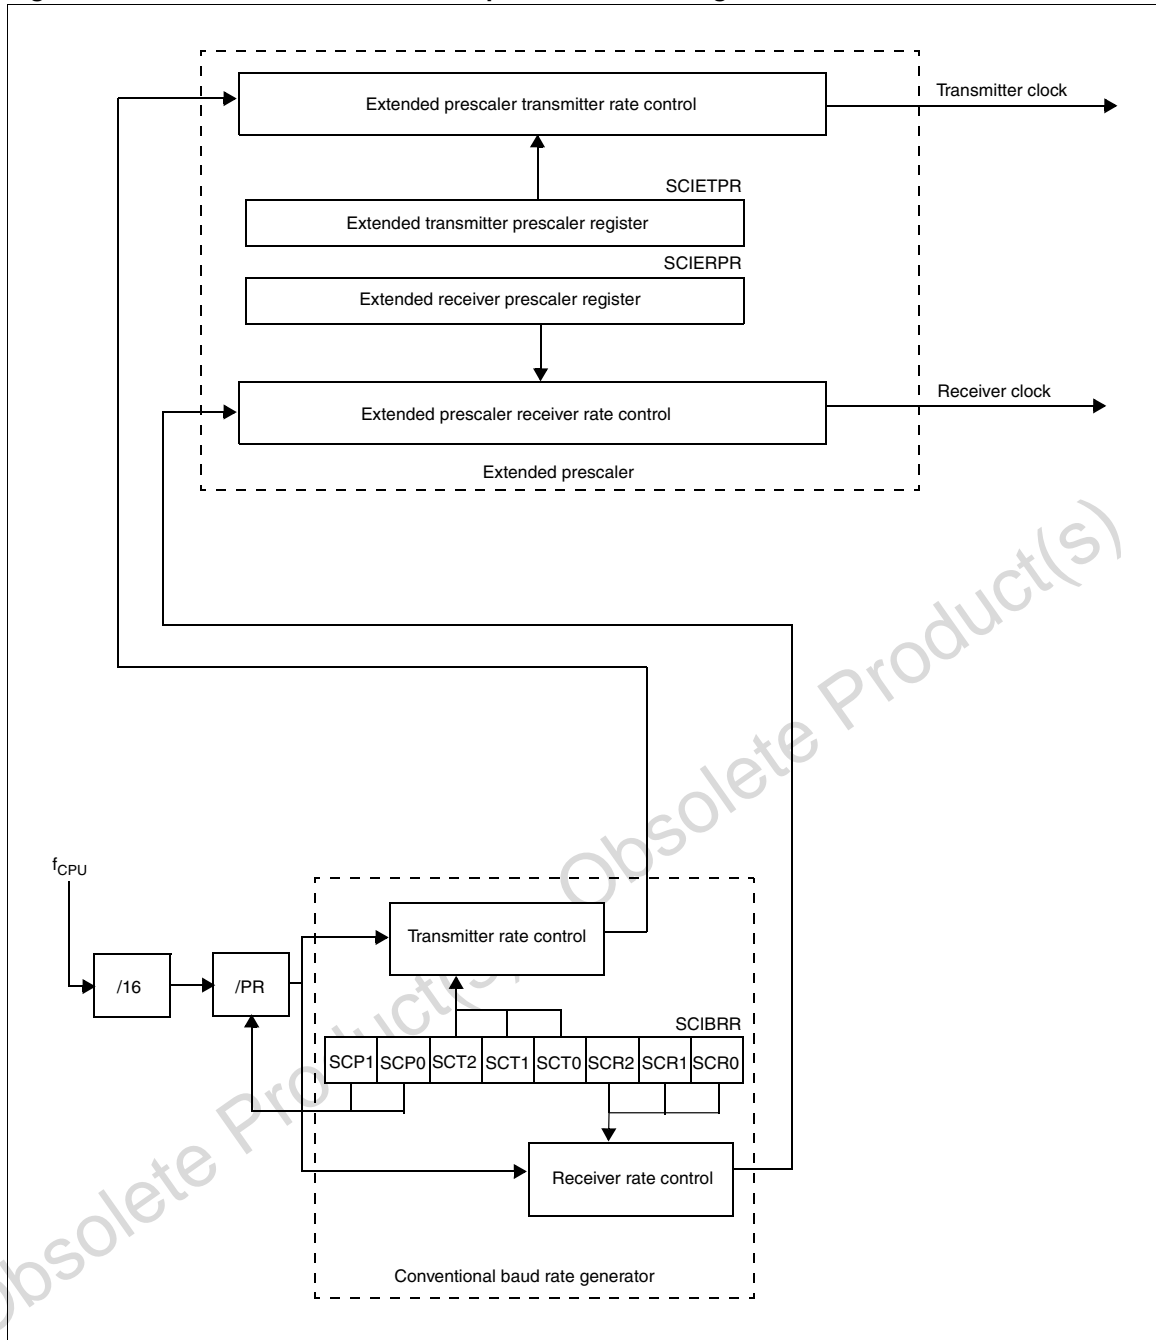 Extended prescaler transmitter rate control
Transmitter clock
SCIETPR
Extended transmitter prescaler register
SCIERPR
Extended receiver prescaler register
Extended prescaler receiver rate control
Receiver clock
Extended prescaler
fCPU
/16
/PR
Transmitter rate control
SCIBRR
SCP1 SCP0 SCT2 SCT1 SCT0 SCR2 SCR1 SCR0
Receiver rate control
Conventional baud rate generator
Obsolete Product(s)
Obsolete Product(s)